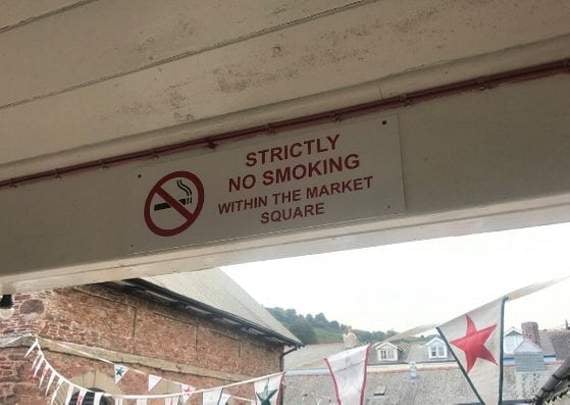 STRICTLY
NO SMOKING
WITHIN THE MARKET
SQUARE